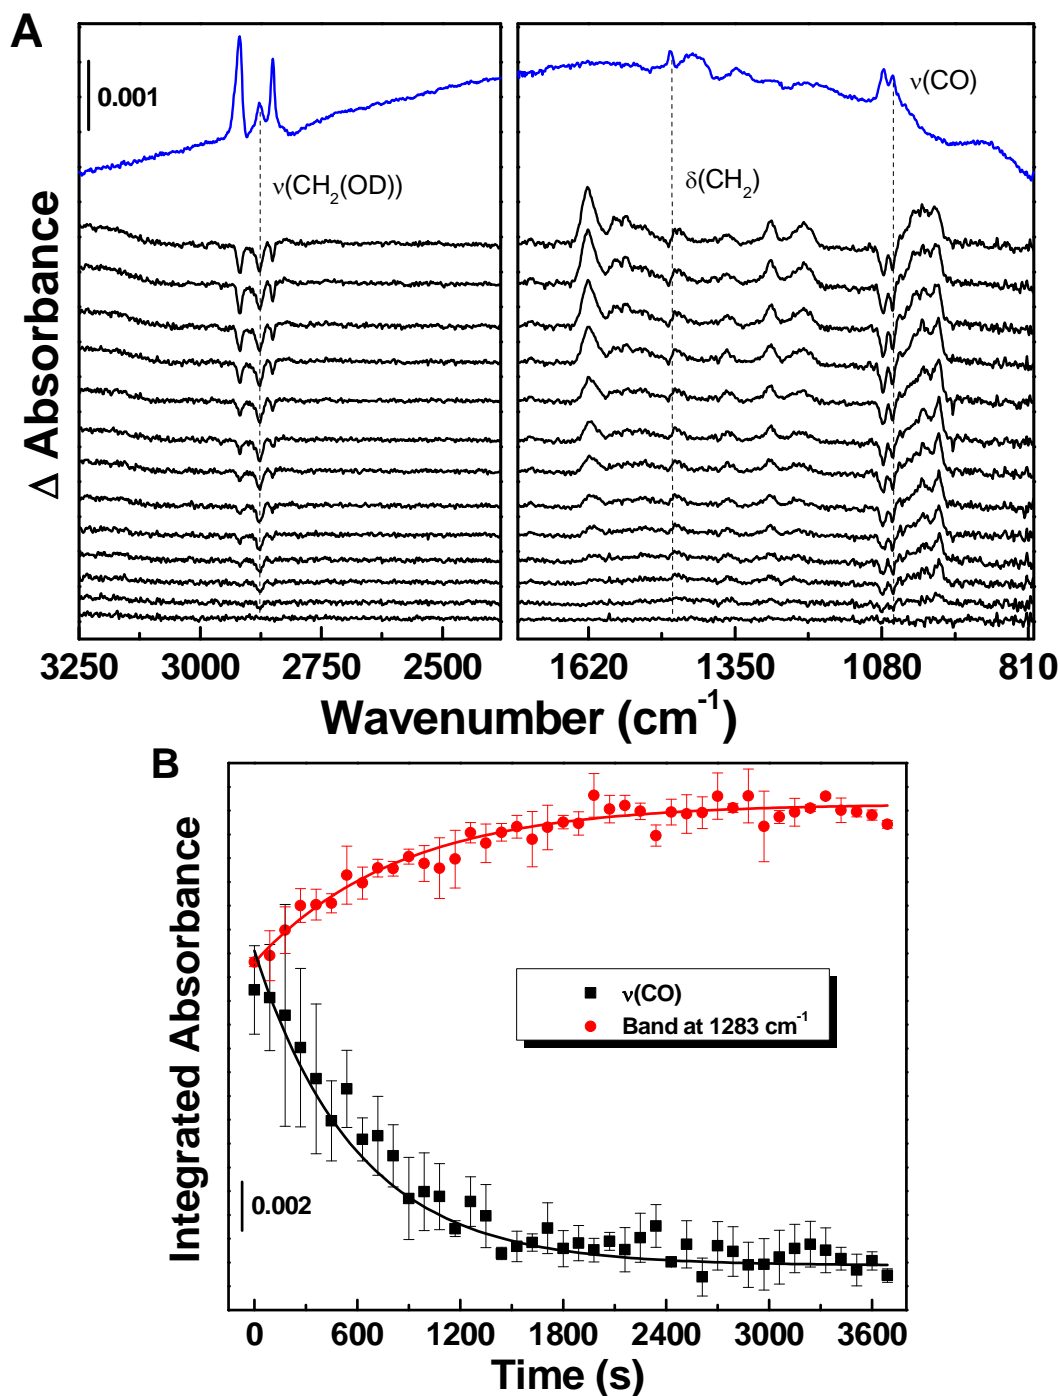 A
0.001
ν(CO)
ν(CH₂(OD))
δ(CH₂)
Δ Absorbance
3250 3000 2750 2500 1620 1350 1080 810
Wavenumber (cm⁻¹)
B
Integrated Absorbance
ν(CO)
Band at 1283 cm⁻¹
0.002
0 600 1200 1800 2400 3000 3600
Time (s)